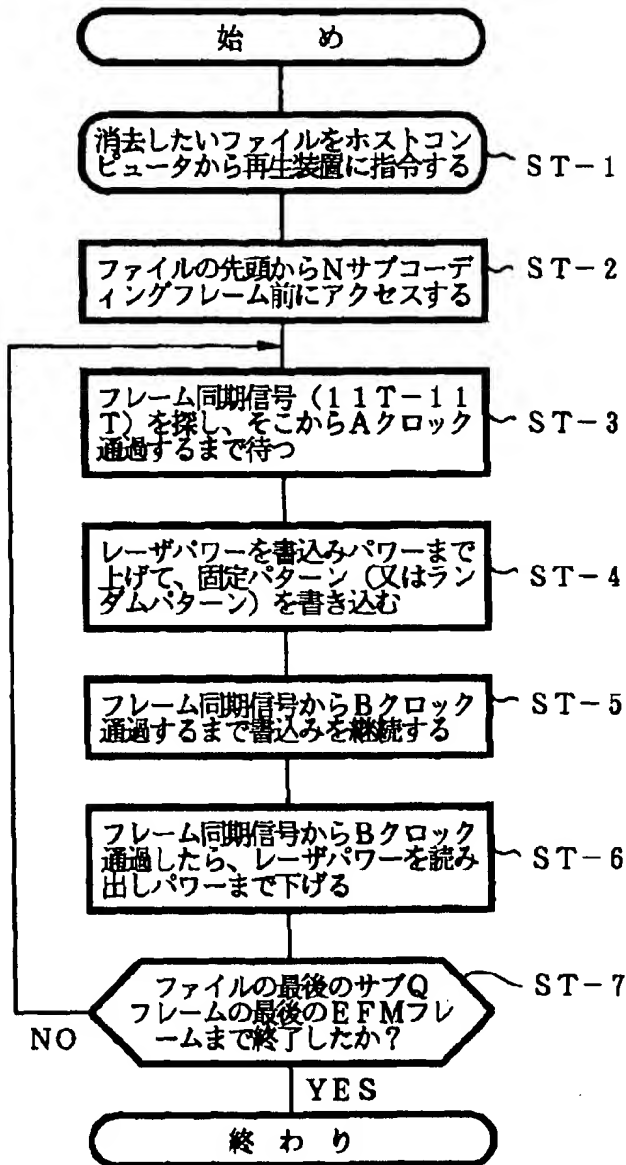 始 め
消去したいファイルをホストコン
ピュータから再生装置に指令する
ST-1
ファイルの先頭からNサブコーデ
ィングフレーム前にアクセスする
ST-2
フレーム同期信号（11T-11
T）を探し、そこからAクロック
通過するまで待つ
ST-3
レーザパワーを書込みパワーまで
上げて、固定パターン（又はラン
ダムパターン）を書き込む
ST-4
フレーム同期信号からBクロック
通過するまで書込みを継続する
ST-5
フレーム同期信号からBクロック
通過したら、レーザパワーを読み
出しパワーまで下げる
ST-6
ファイルの最後のサブQ
フレームの最後のEFMフレ
ームまで終了したか？
ST-7
NO
YES
終わり